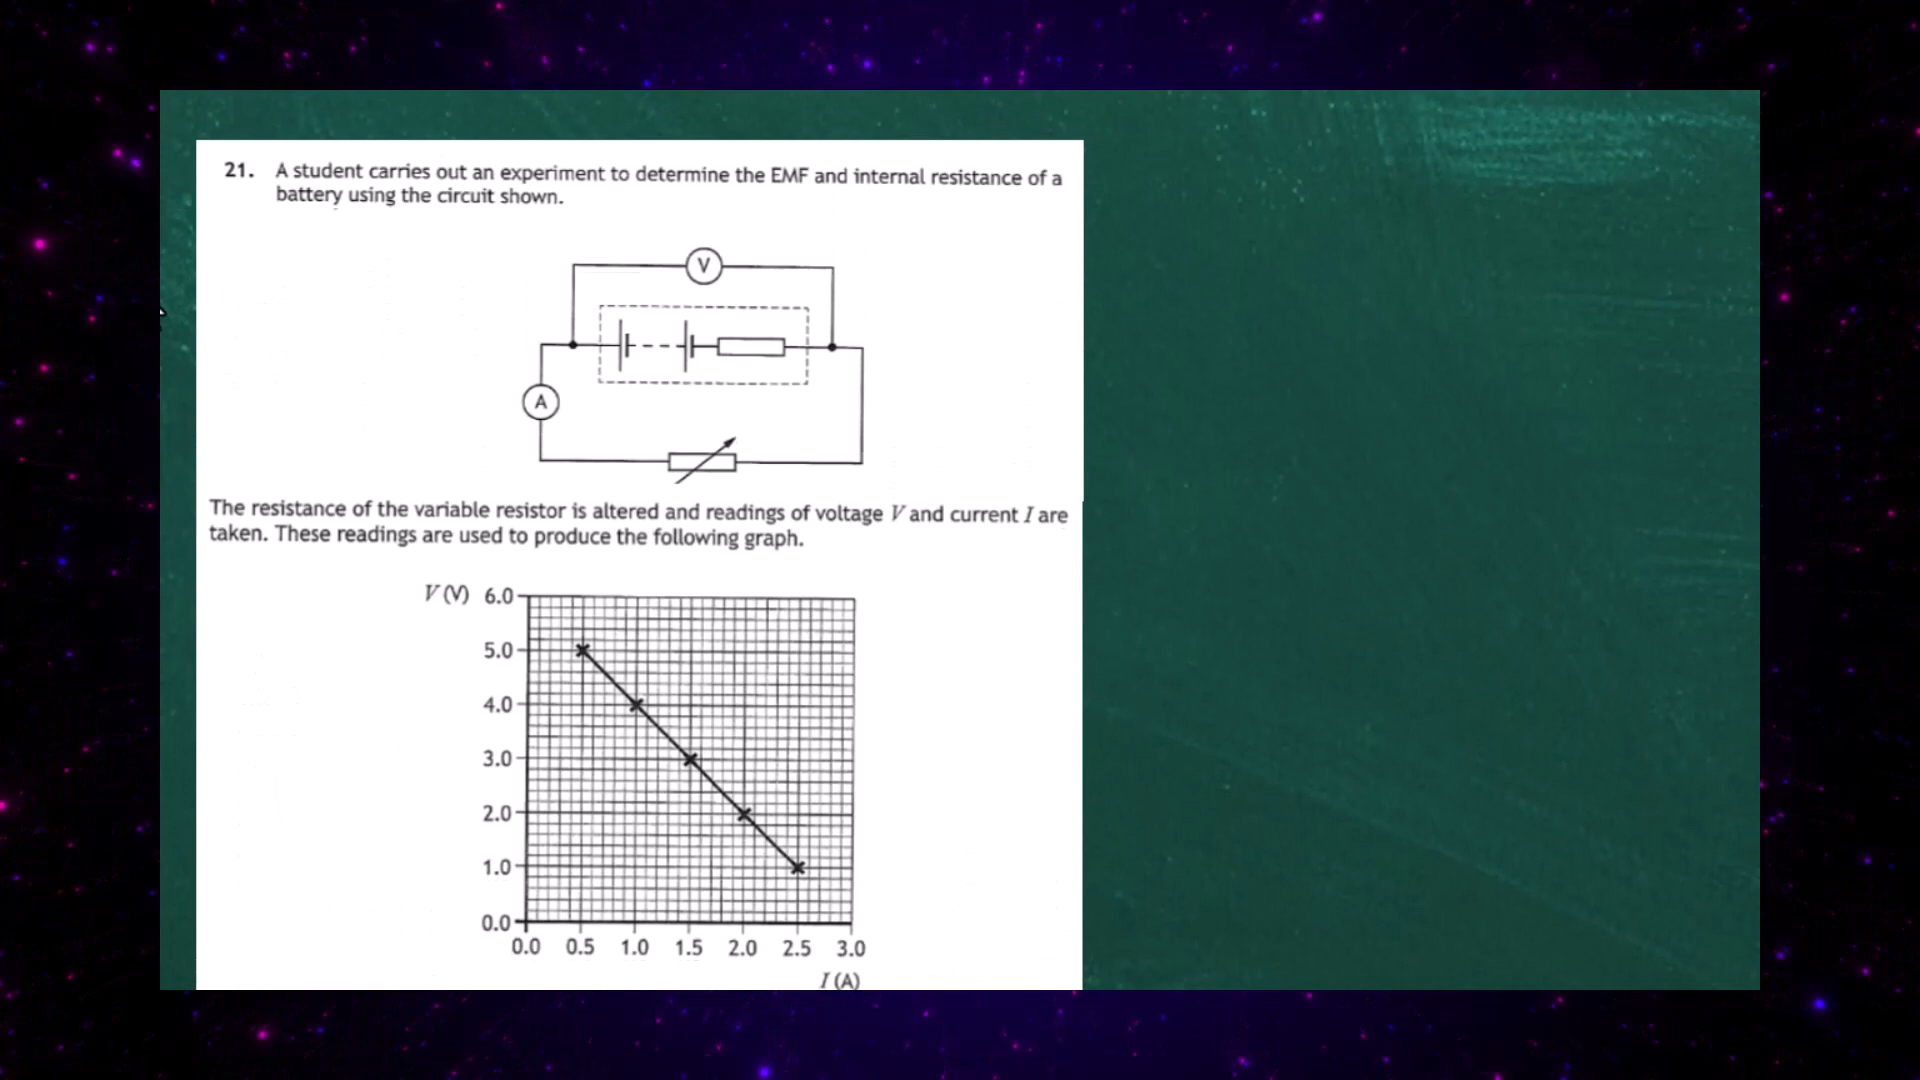 21. A student carries out an experiment to determine the EMF and internal resistance of a
battery using the circuit shown.
V
A
The resistance of the variable resistor is altered and readings of voltage V and current I are
taken. These readings are used to produce the following graph.
V (V) 6.0
5.0
4.0
3.0
2.0
1.0
0.0
0.0 0.5 1.0 1.5 2.0 2.5 3.0
I (A)